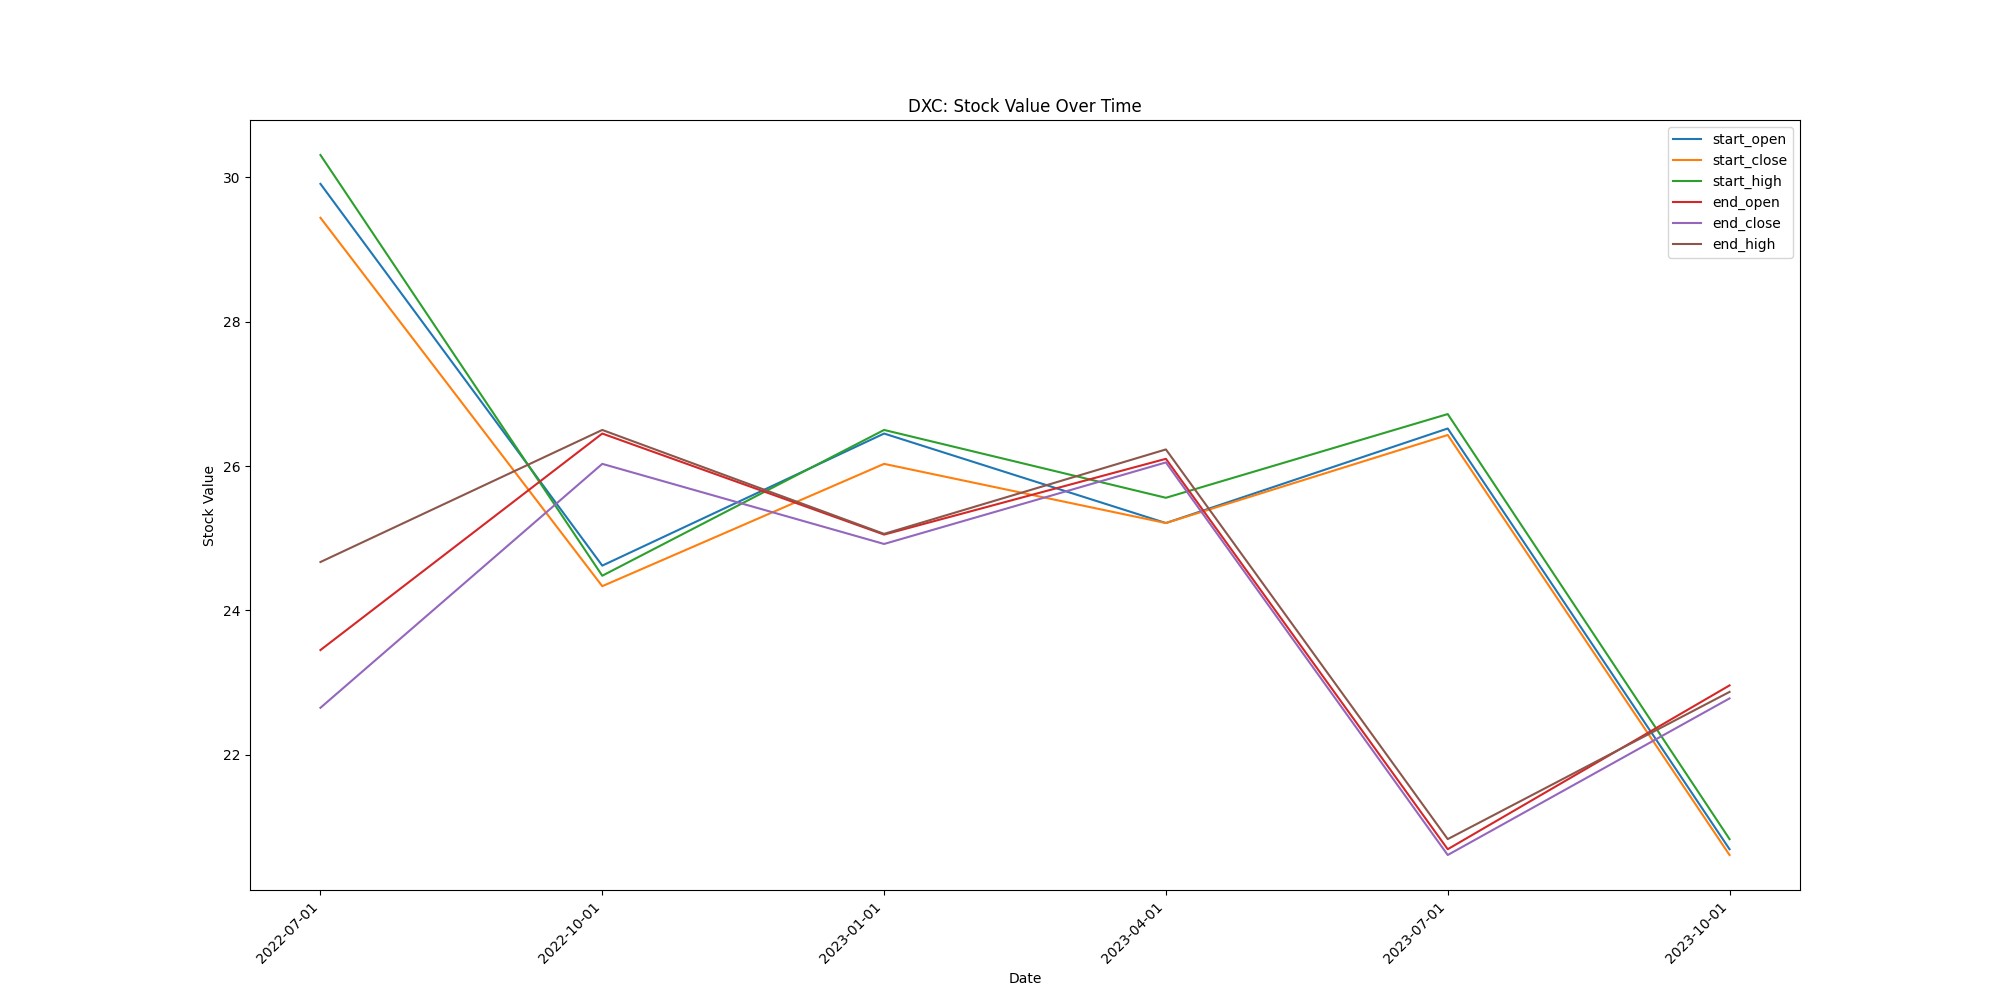 DXC: Stock Value Over Time
start_open
start_close
start_high
end_open
end_close
end_high
Stock Value
30
28
26
24
22
2022-07-01
2022-10-01
2023-01-01
2023-04-01
2023-07-01
2023-10-01
Date